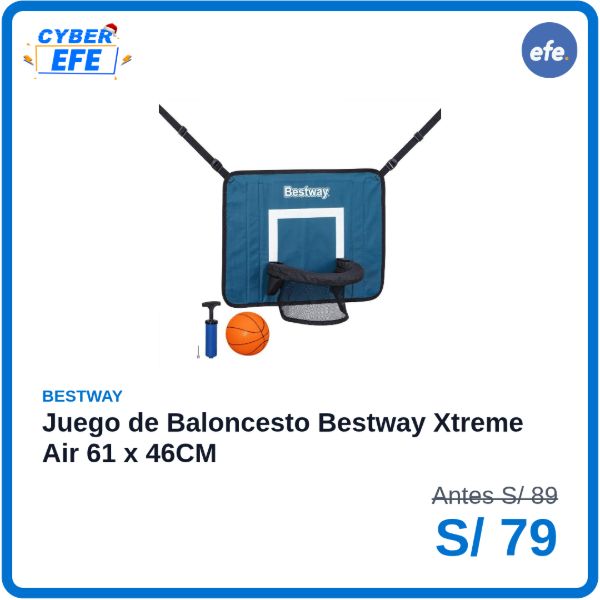 CYBER
EFE
efe.
Bestway
BESTWAY
Juego de Baloncesto Bestway Xtreme
Air 61 x 46CM
Antes S/ 89
S/ 79